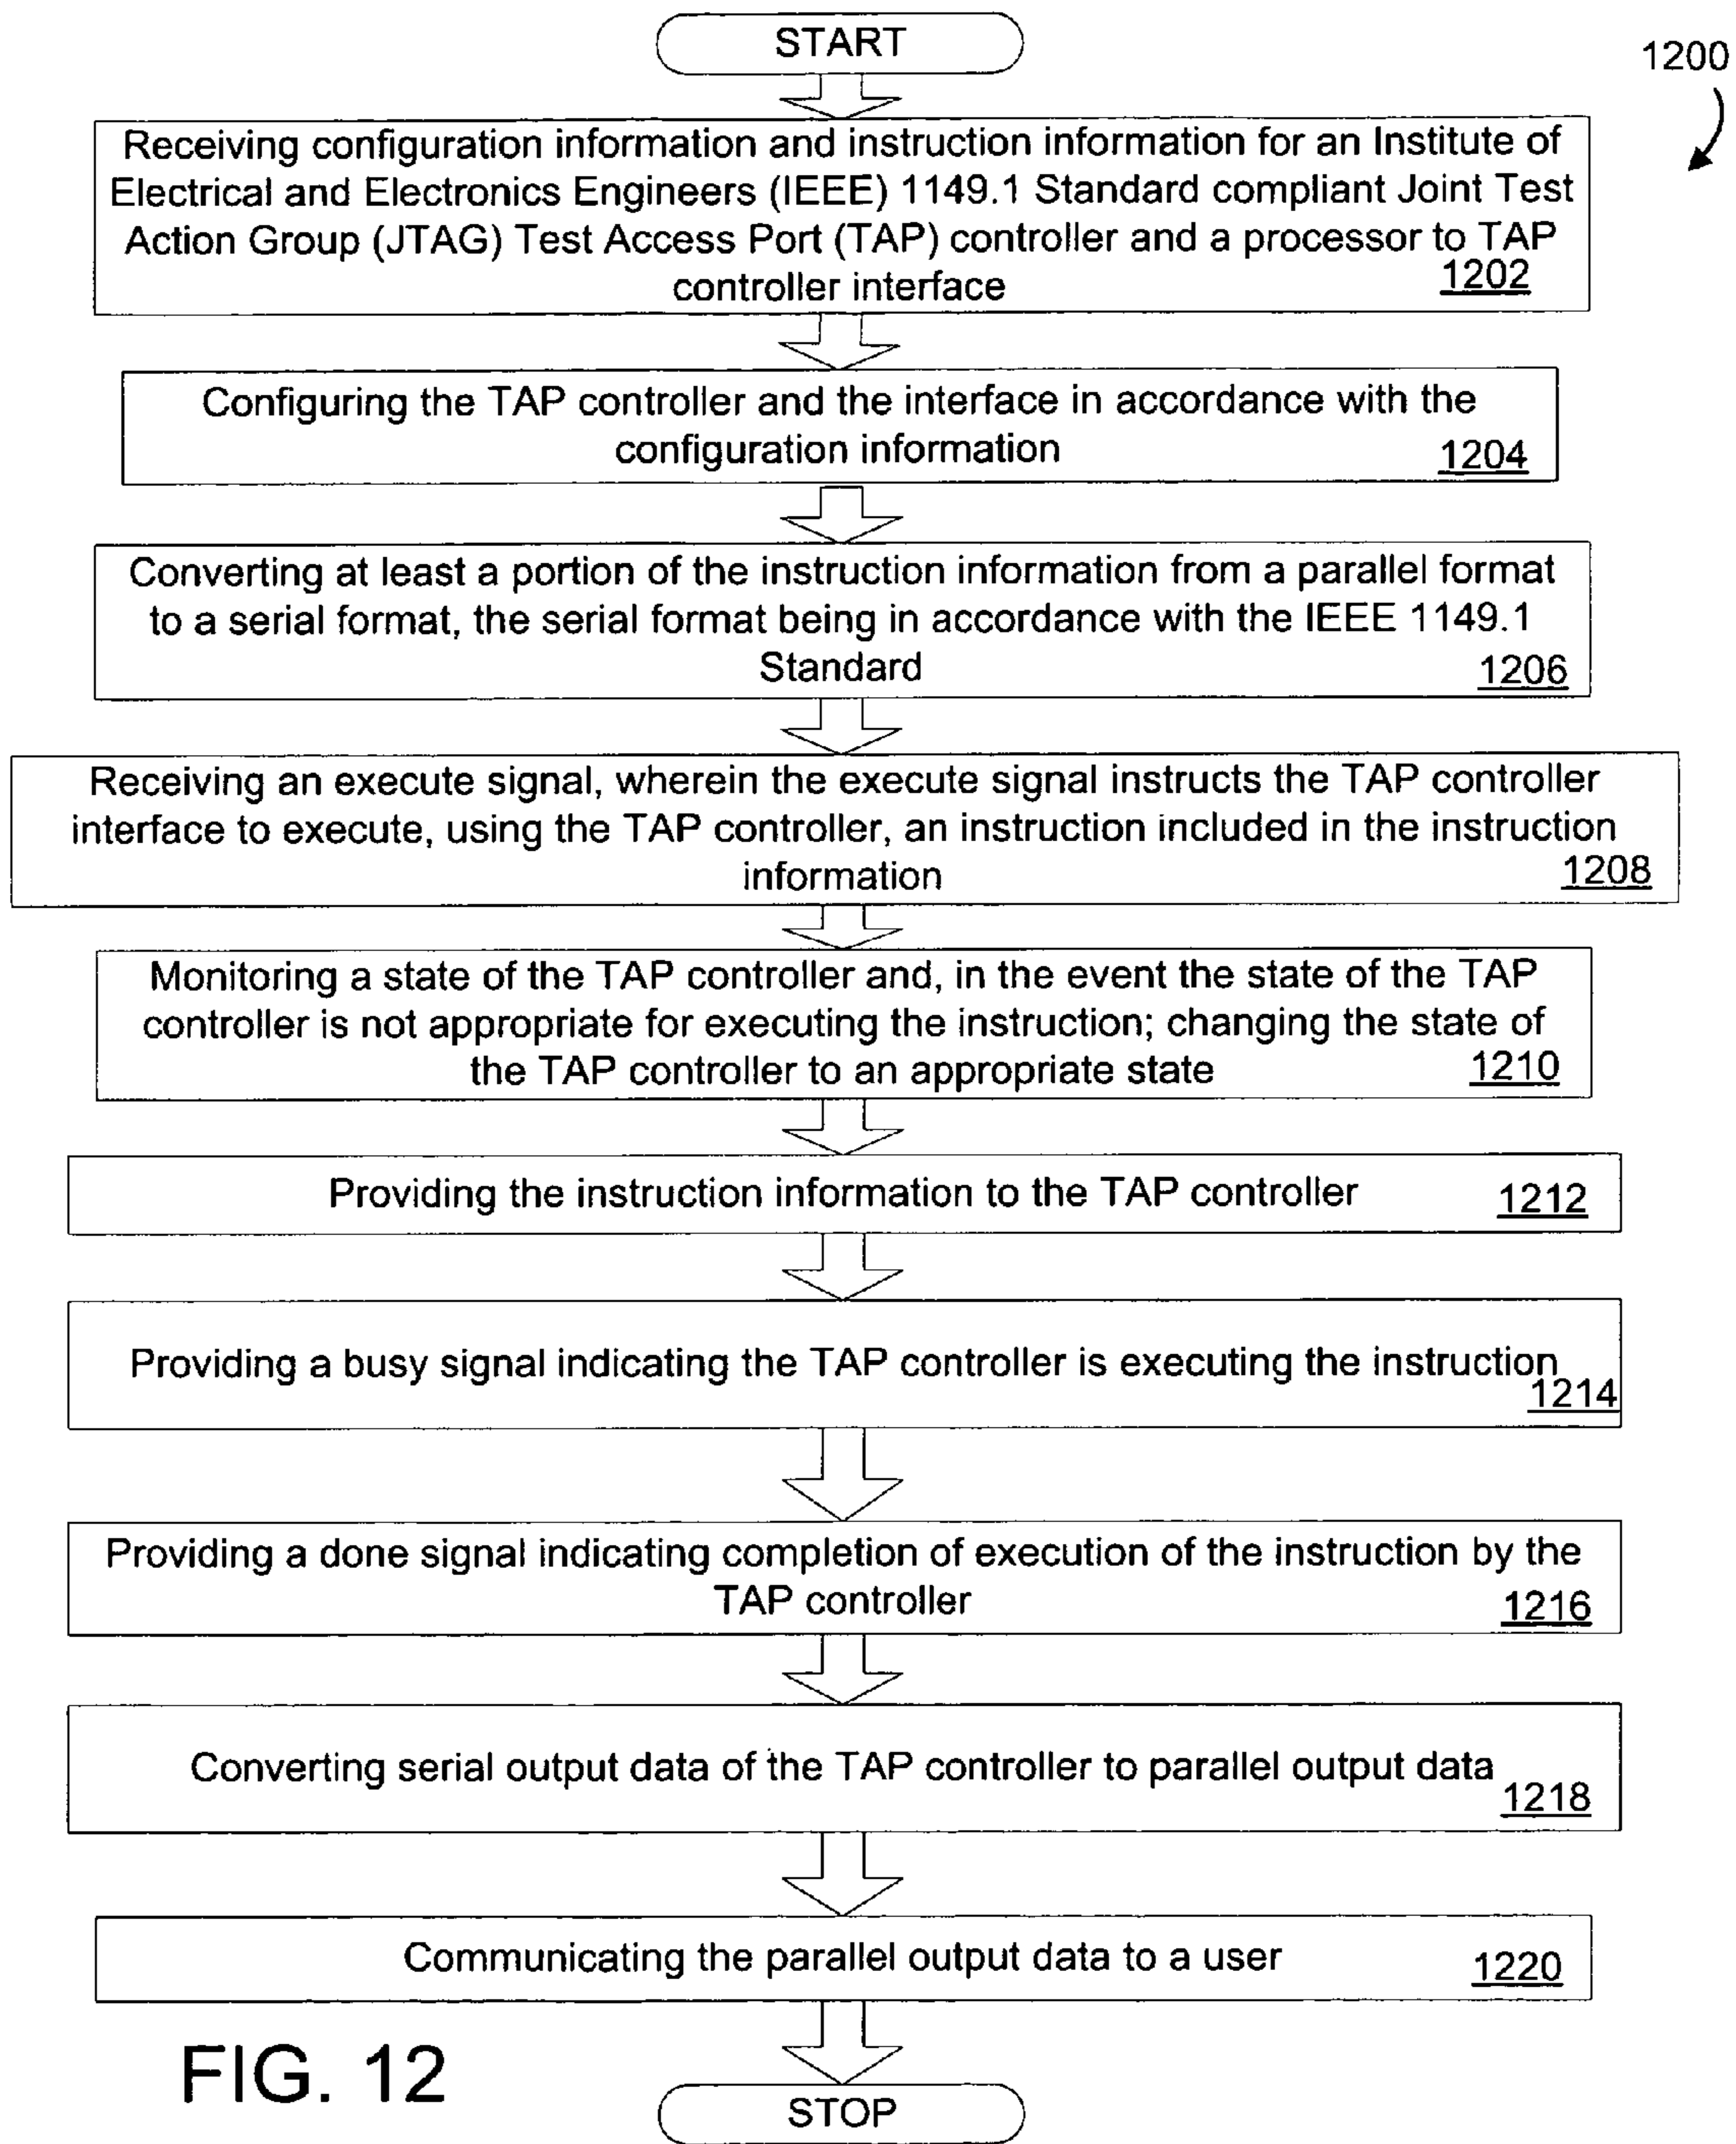 START
1200
Receiving configuration information and instruction information for an Institute of
Electrical and Electronics Engineers (IEEE) 1149.1 Standard compliant Joint Test
Action Group (JTAG) Test Access Port (TAP) controller and a processor to TAP
controller interface
1202
Configuring the TAP controller and the interface in accordance with the
configuration information
1204
Converting at least a portion of the instruction information from a parallel format
to a serial format, the serial format being in accordance with the IEEE 1149.1
Standard
1206
Receiving an execute signal, wherein the execute signal instructs the TAP controller
interface to execute, using the TAP controller, an instruction included in the instruction
information
1208
Monitoring a state of the TAP controller and, in the event the state of the TAP
controller is not appropriate for executing the instruction; changing the state of
the TAP controller to an appropriate state
1210
Providing the instruction information to the TAP controller
1212
Providing a busy signal indicating the TAP controller is executing the instruction
1214
Providing a done signal indicating completion of execution of the instruction by the
TAP controller
1216
Converting serial output data of the TAP controller to parallel output data
1218
Communicating the parallel output data to a user
1220
FIG. 12
STOP